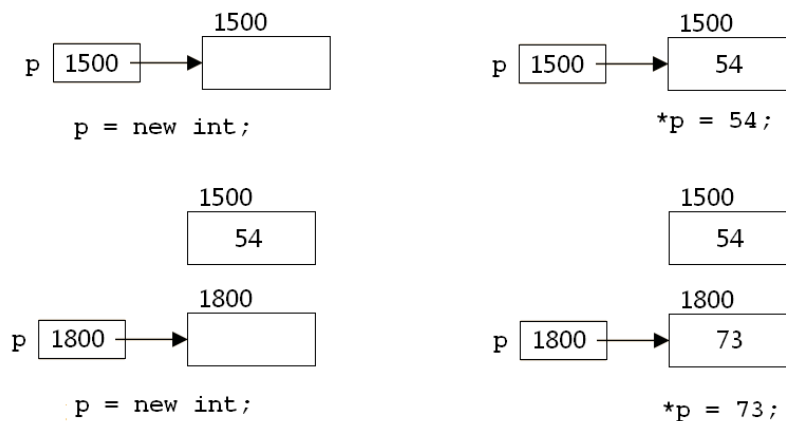 1500
p 1500
p = new int;
1500
p 1500 54
*p = 54;
1500
54
1800
p 1800
p = new int;
1500
54
1800
p 1800 73
*p = 73;